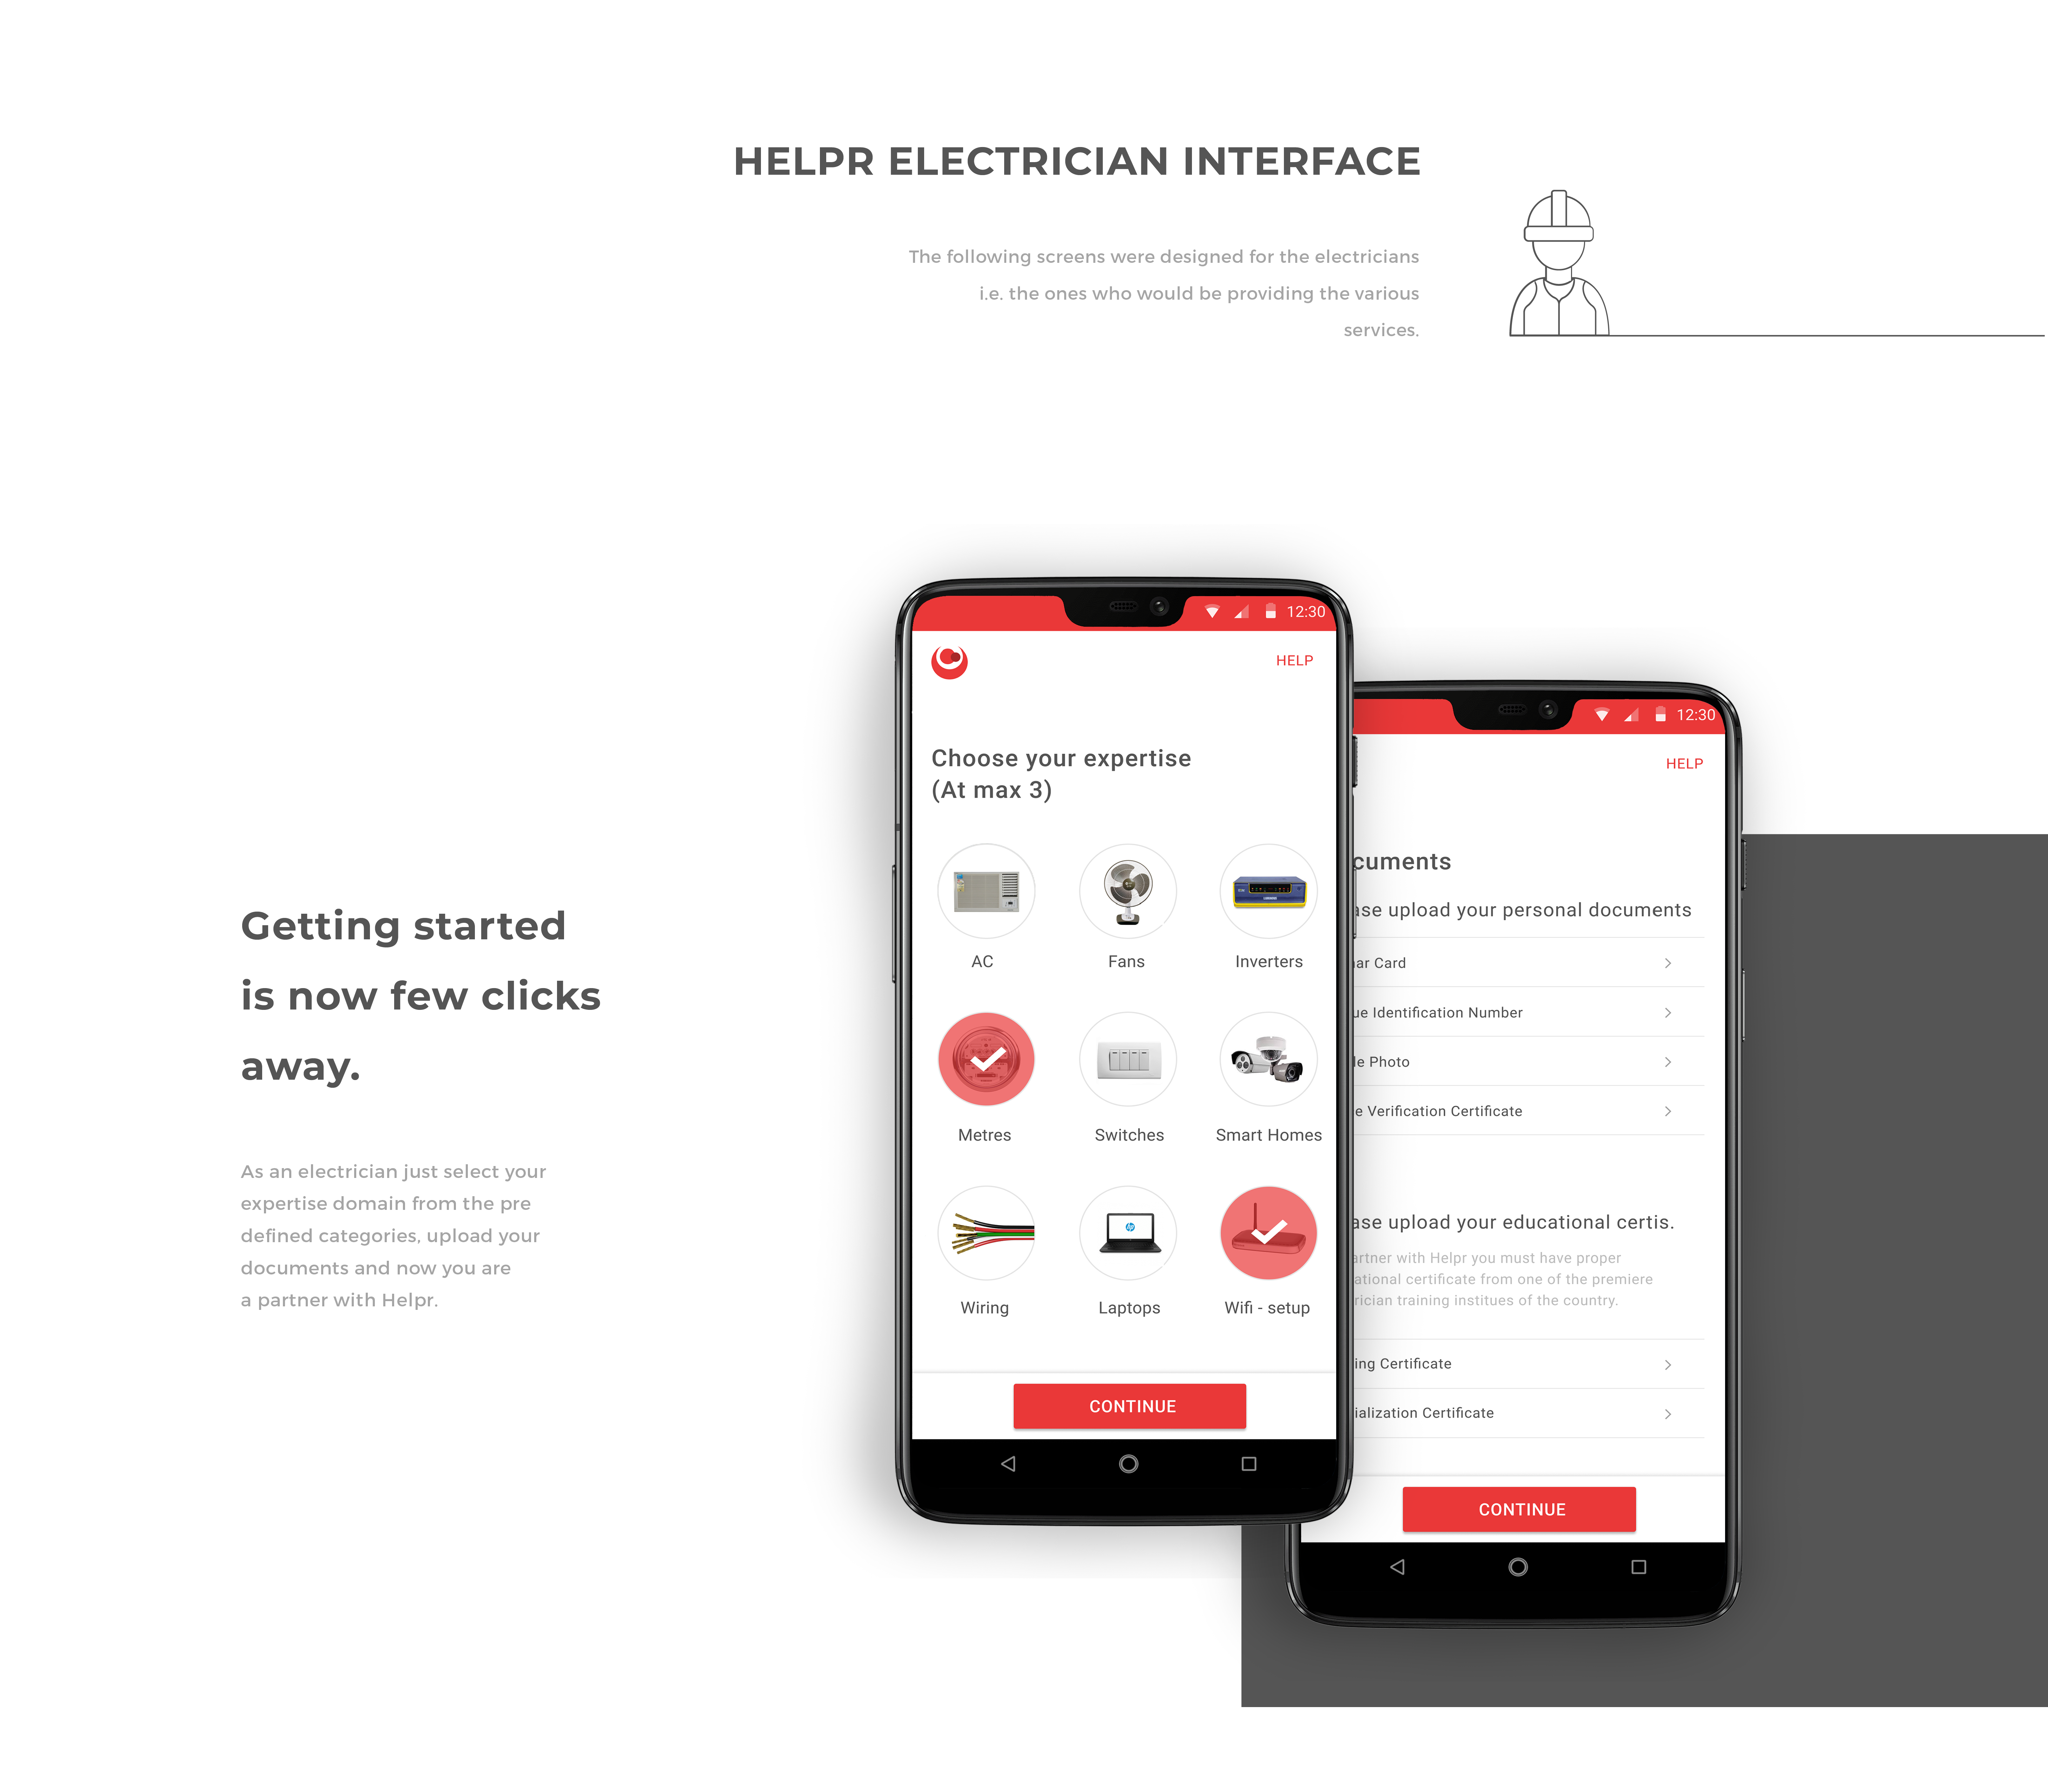 HELPR ELECTRICIAN INTERFACE
The following screens were designed for the electricians
i.e. the ones who would be providing the various
services.
Getting started
is now few clicks
away.
As an electrician just select your
expertise domain from the pre
defined categories, upload your
documents and now you are
a partner with Helpr.
12:30
HELP
Choose your expertise
(At max 3)
AC
Fans
Inverters
Metres
Switches
Smart Homes
Wiring
Laptops
Wifi - setup
CONTINUE
12:30
HELP
cuments
ase upload your personal documents
ar Card
ue Identification Number
le Photo
e Verification Certificate
ase upload your educational certis.
artner with Helpr you must have proper
ational certificate from one of the premiere
rician training institues of the country.
ing Certificate
ialization Certificate
CONTINUE